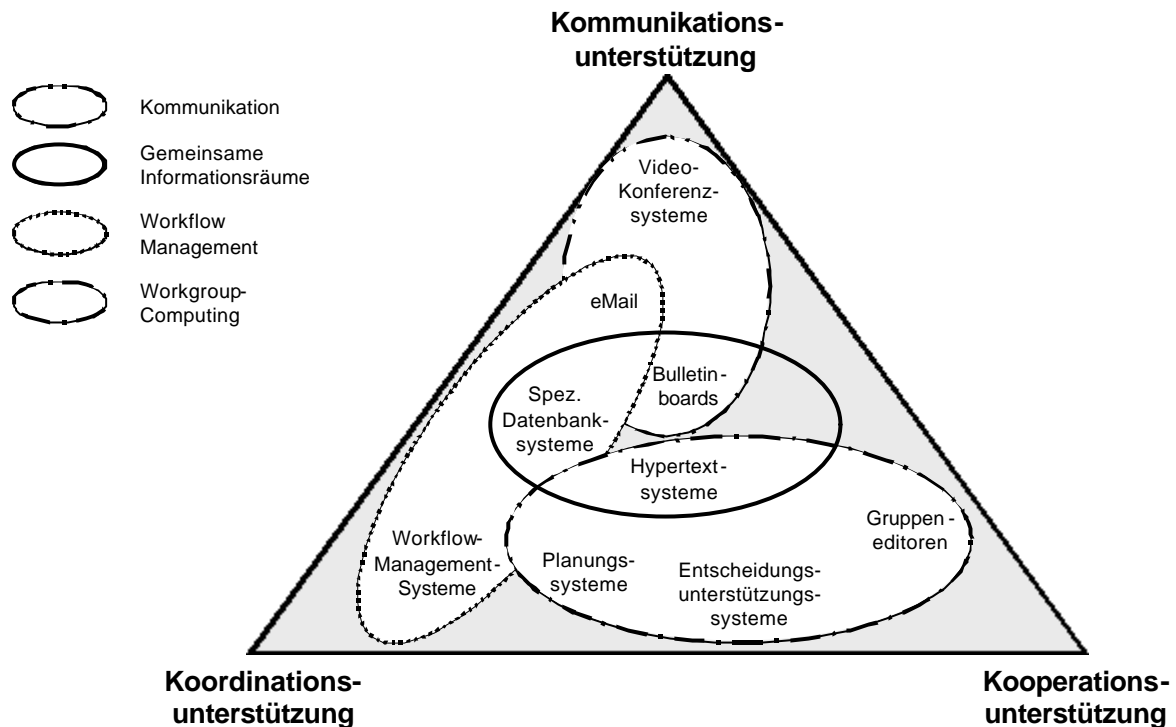 Kommunikations-
unterstützung
Kommunikation
Gemeinsame
Informationsräume
Workflow
Management
Workgroup-
Computing
Video-
Konferenz-
systeme
eMail
Bulletin-
boards
Spez.
Datenbank-
systeme
Hypertext-
systeme
Gruppen-
editoren
Workflow-
Management-
Systeme
Planungs-
systeme
Entscheidungs-
unterstützungs-
systeme
Koordinations-
unterstützung
Kooperations-
unterstützung